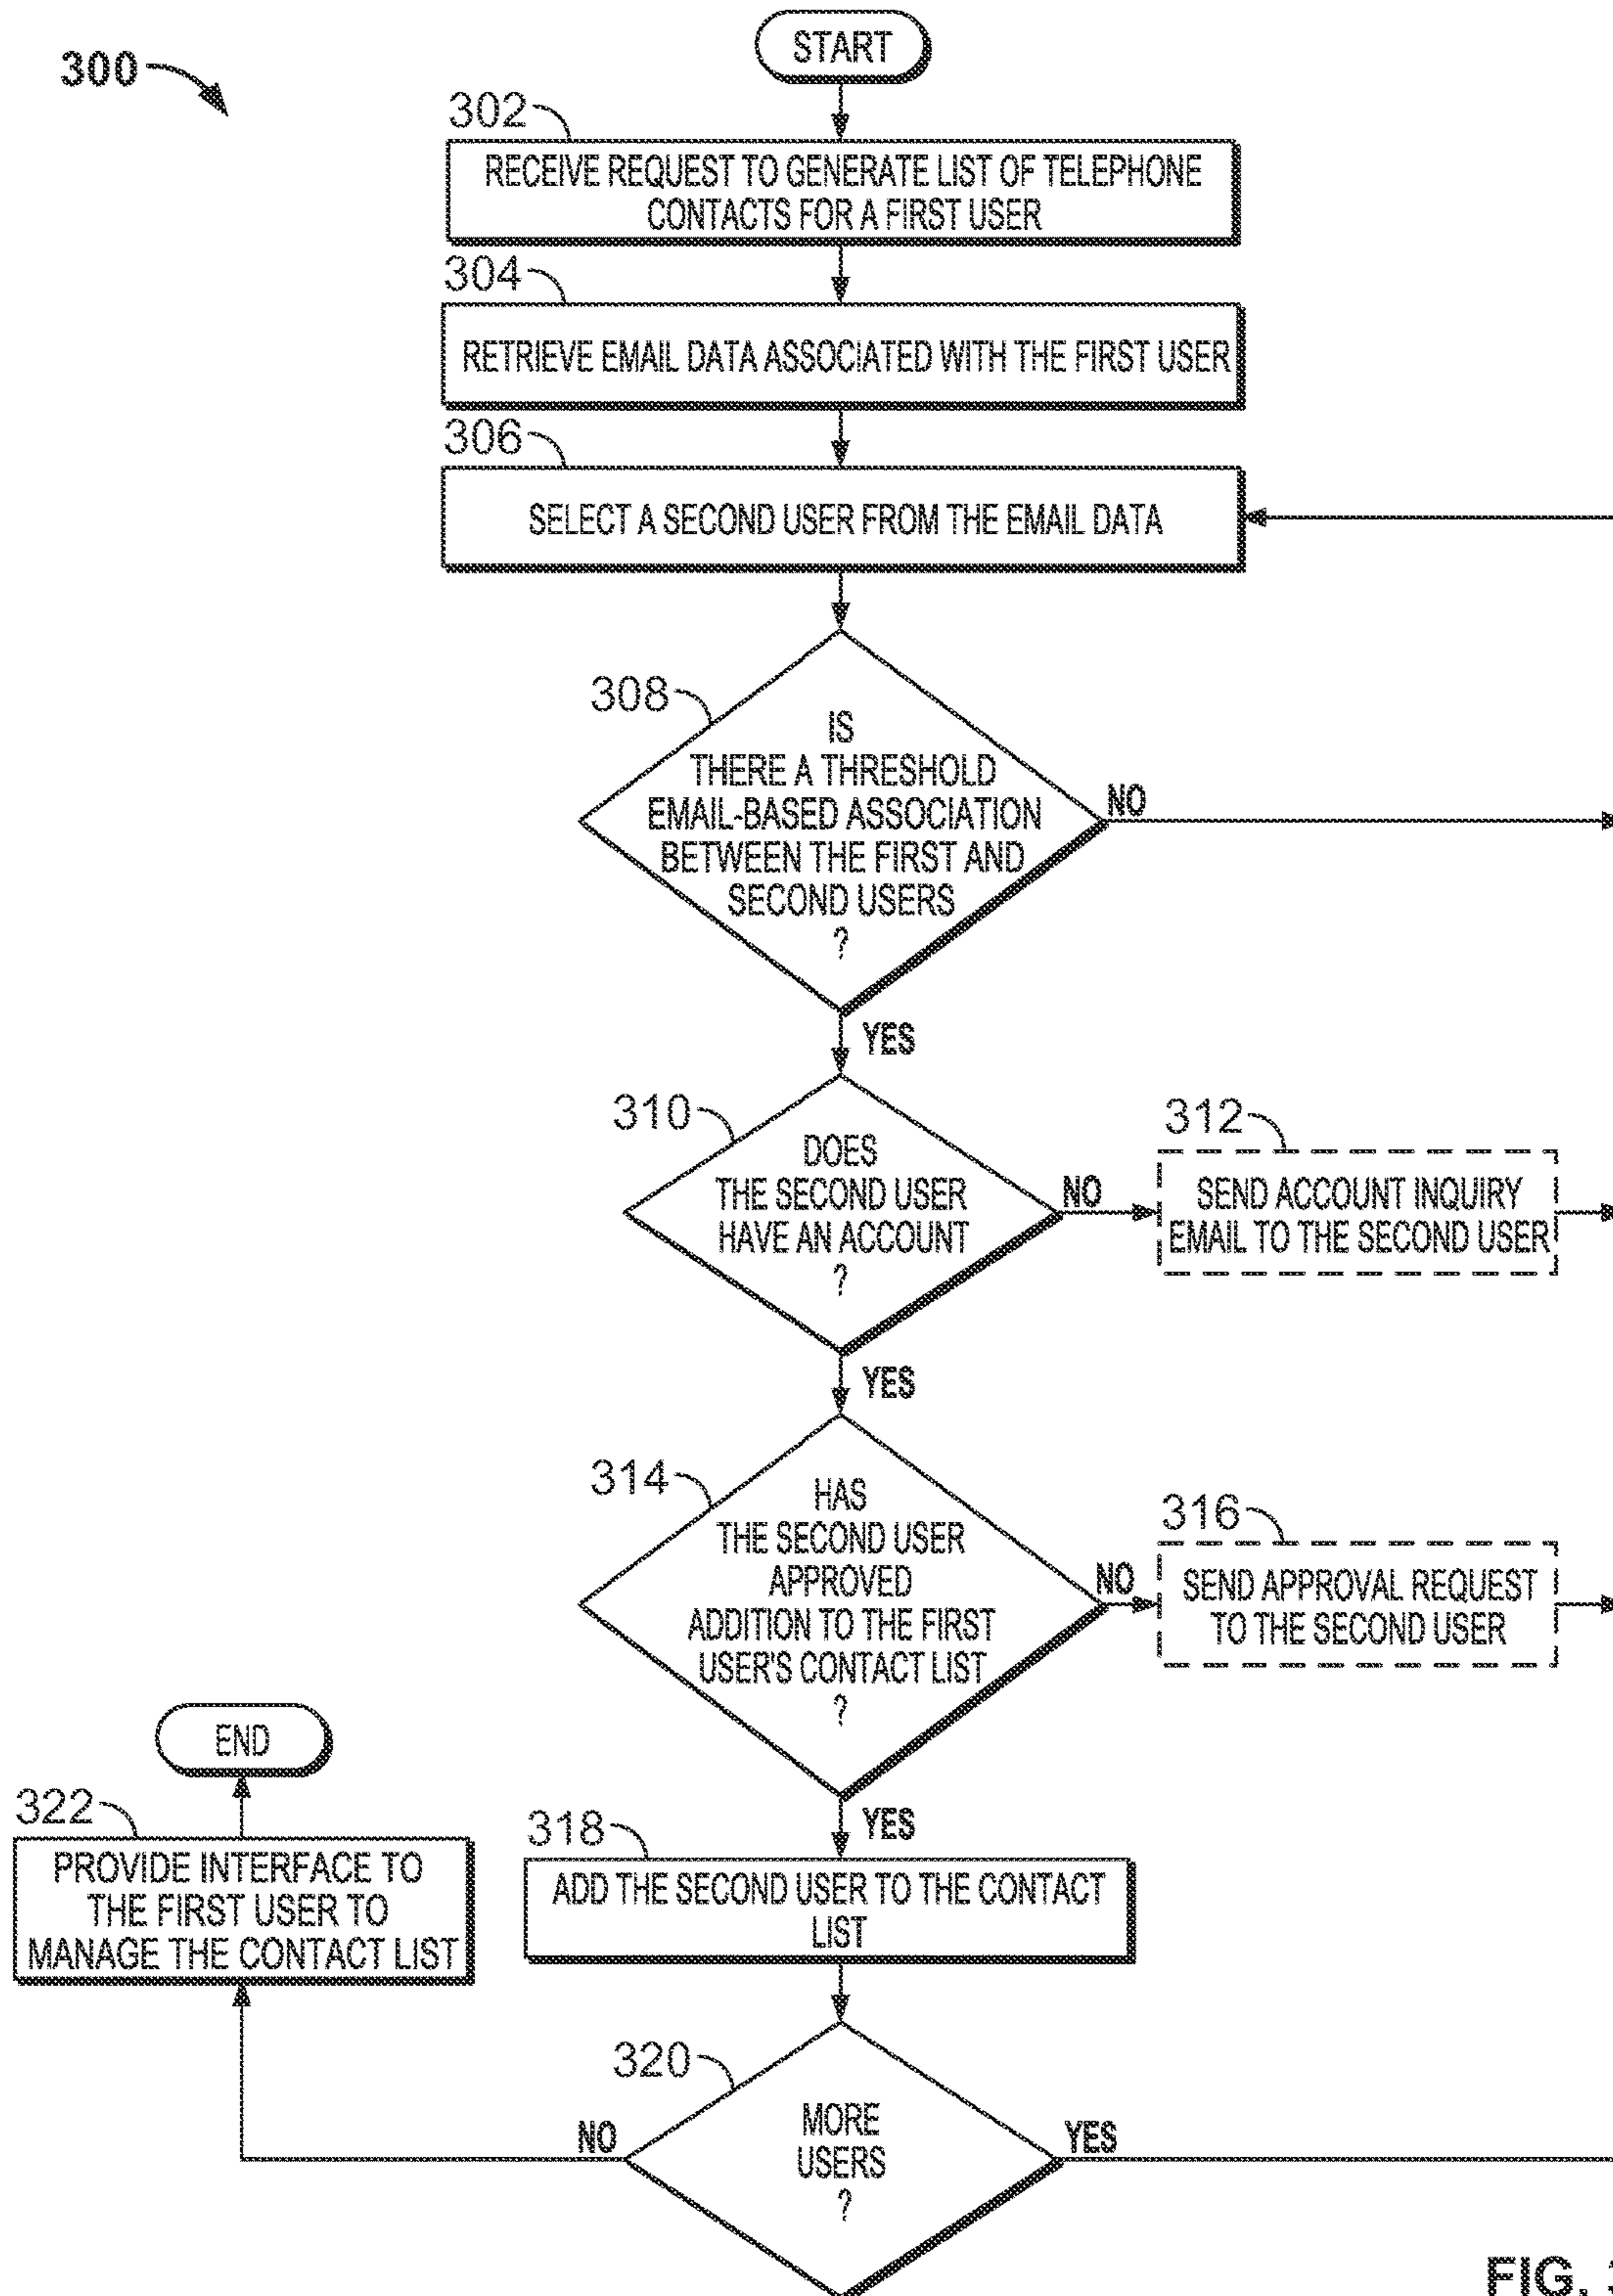 300
START
302
RECEIVE REQUEST TO GENERATE LIST OF TELEPHONE
CONTACTS FOR A FIRST USER
304
RETRIEVE EMAIL DATA ASSOCIATED WITH THE FIRST USER
306
SELECT A SECOND USER FROM THE EMAIL DATA
308
IS
THERE A THRESHOLD
EMAIL-BASED ASSOCIATION
BETWEEN THE FIRST AND
SECOND USERS
?
NO
YES
310
DOES
THE SECOND USER
HAVE AN ACCOUNT
?
NO
312
SEND ACCOUNT INQUIRY
EMAIL TO THE SECOND USER
YES
314
HAS
THE SECOND USER
APPROVED
ADDITION TO THE FIRST
USER'S CONTACT LIST
?
NO
316
SEND APPROVAL REQUEST
TO THE SECOND USER
YES
318
ADD THE SECOND USER TO THE CONTACT
LIST
320
MORE
USERS
?
YES
NO
322
PROVIDE INTERFACE TO
THE FIRST USER TO
MANAGE THE CONTACT LIST
END
FIG.